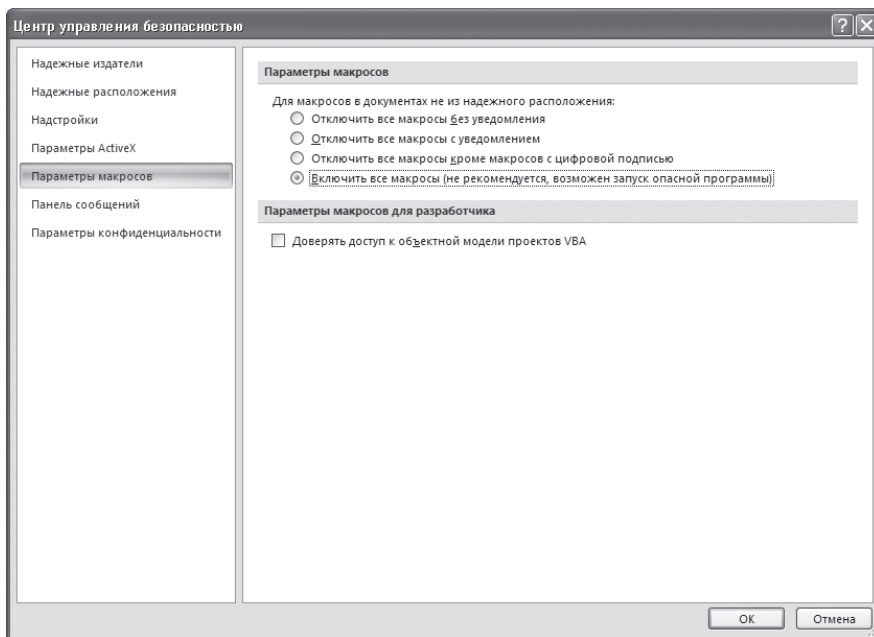 Центр управления безопасностью
Надежные издатели
Надежные расположения
Надстройки
Параметры ActiveX
Параметры макросов
Панель сообщений
Параметры конфиденциальности
Параметры макросов
Для макросов в документах не из надежного расположения:
Отключить все макросы без уведомления
Отключить все макросы с уведомлением
Отключить все макросы кроме макросов с цифровой подписью
Включить все макросы (не рекомендуется, возможен запуск опасной программы)
Параметры макросов для разработчика
Доверять доступ к объектной модели проектов VBA
ОК
Отмена